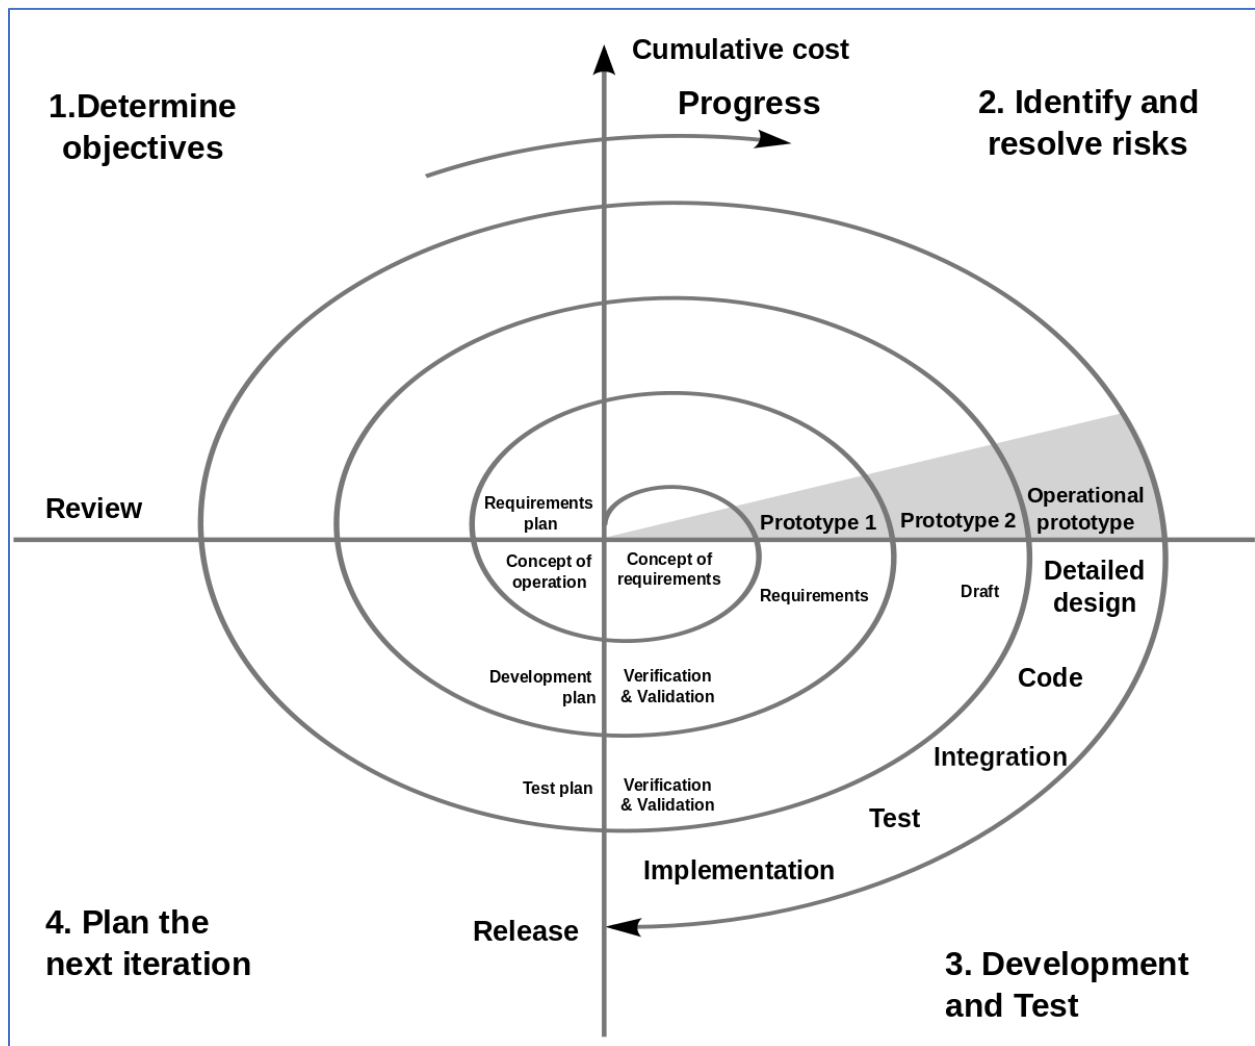 Cumulative cost
Progress
1.Determine
objectives
2. Identify and
resolve risks
Review
Requirements
plan
Prototype 1
Prototype 2
Operational
prototype
Concept of
operation
Concept of
requirements
Requirements
Draft
Detailed
design
Development
plan
Verification
& Validation
Code
Integration
Test plan
Verification
& Validation
Test
Implementation
Release
4. Plan the
next iteration
3. Development
and Test